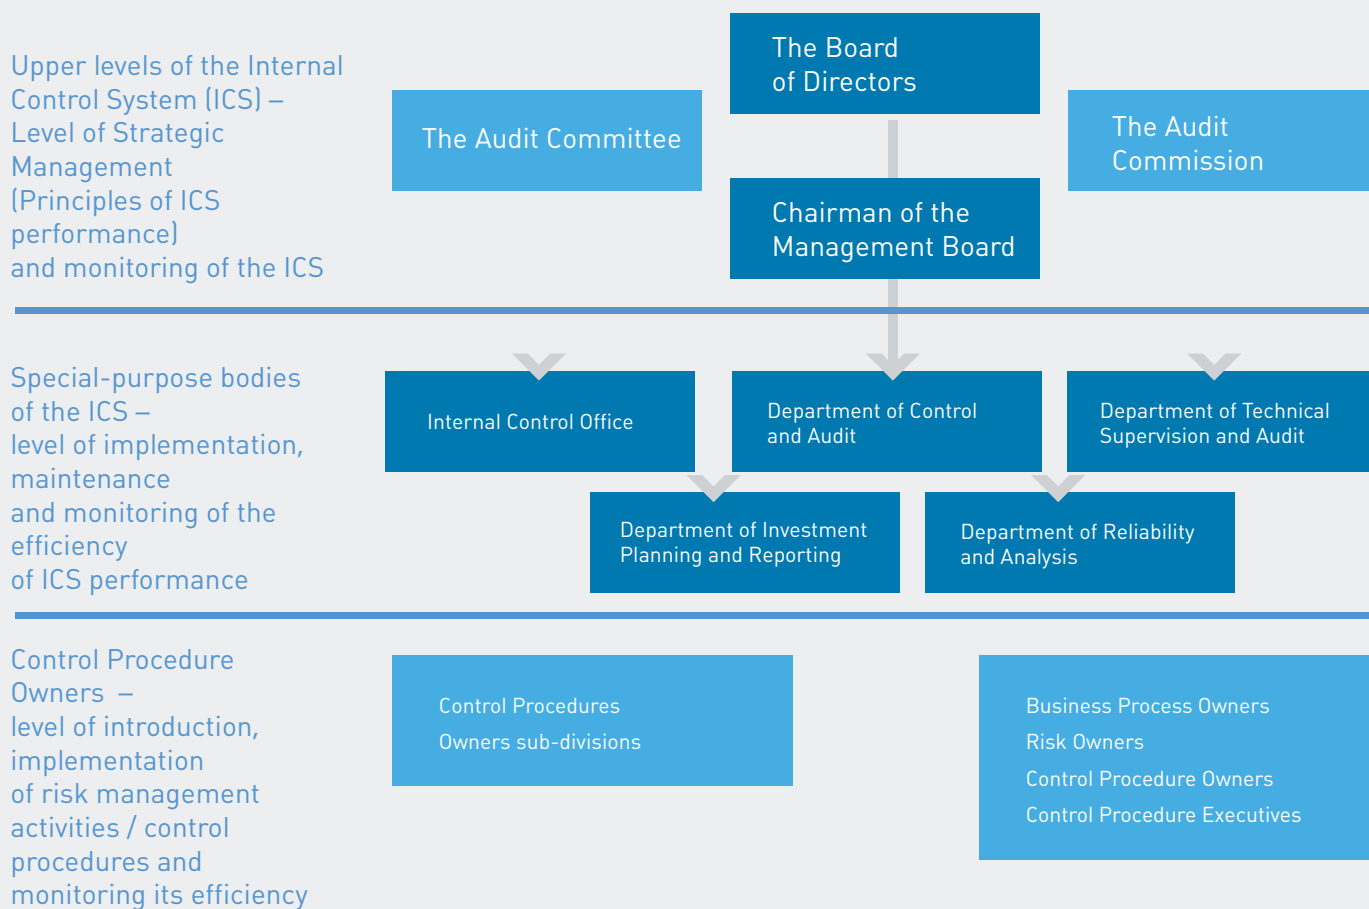 Upper levels of the Internal
Control System (ICS) –
Level of Strategic
Management
(Principles of ICS
performance)
and monitoring of the ICS
The Board
of Directors
The Audit Committee
The Audit
Commission
Chairman of the
Management Board
Special-purpose bodies
of the ICS –
level of implementation,
maintenance
and monitoring of the
efficiency
of ICS performance
Internal Control Office
Department of Control
and Audit
Department of Technical
Supervision and Audit
Department of Investment
Planning and Reporting
Department of Reliability
and Analysis
Control Procedure
Owners –
level of introduction,
implementation
of risk management
activities / control
procedures and
monitoring its efficiency
Control Procedures
Owners sub-divisions
Business Process Owners
Risk Owners
Control Procedure Owners
Control Procedure Executives